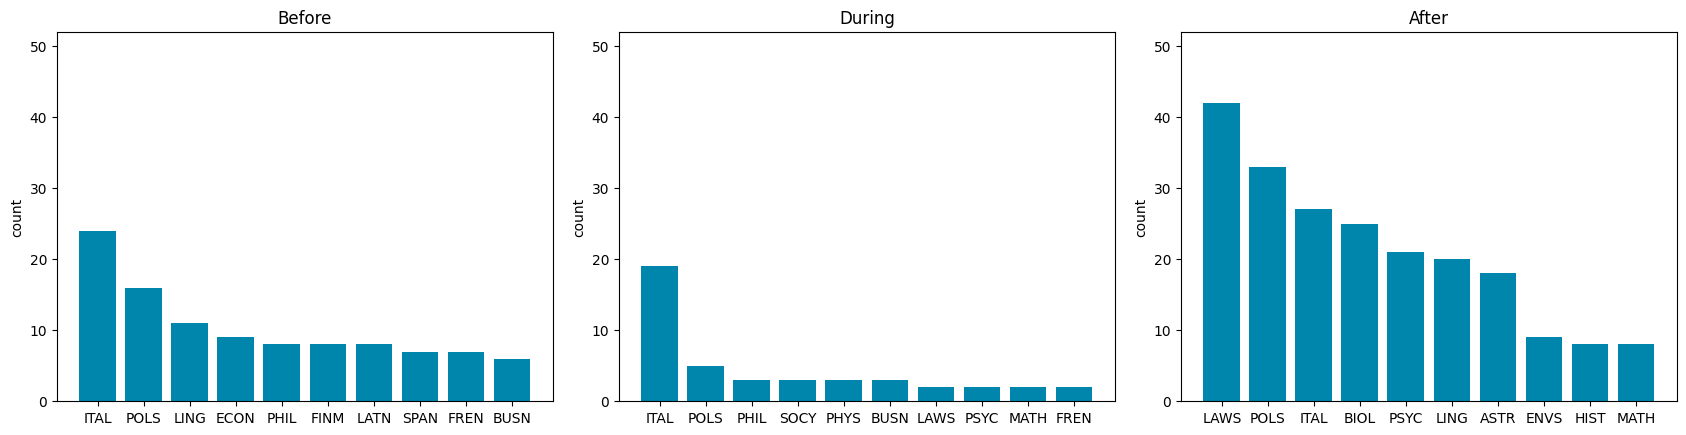 Before
50
40
30
20
10
0
count
ITAL POLS LING ECON PHIL FINM LATN SPAN FREN BUSN
During
50
40
30
20
10
0
count
ITAL POLS PHIL SOCY PHYS BUSN LAWS PSYC MATH FREN
After
50
40
30
20
10
0
count
LAWS POLS ITAL BIOL PSYC LING ASTR ENVS HIST MATH